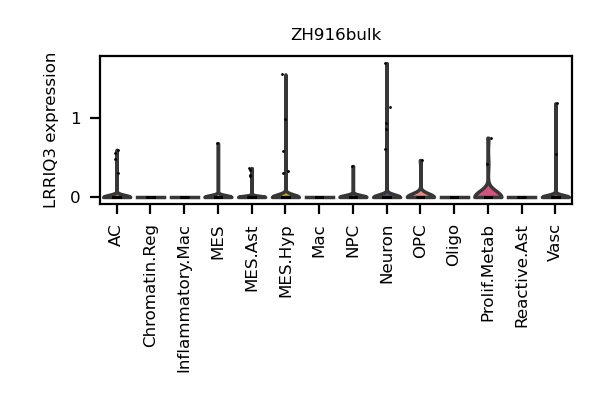 ZH916bulk
LRRIQ3 expression
1
0
AC
Chromatin.Reg
Inflammatory.Mac
MES
MES.Ast
MES.Hyp
Mac
NPC
Neuron
OPC
Oligo
Prolif.Metab
Reactive.Ast
Vasc